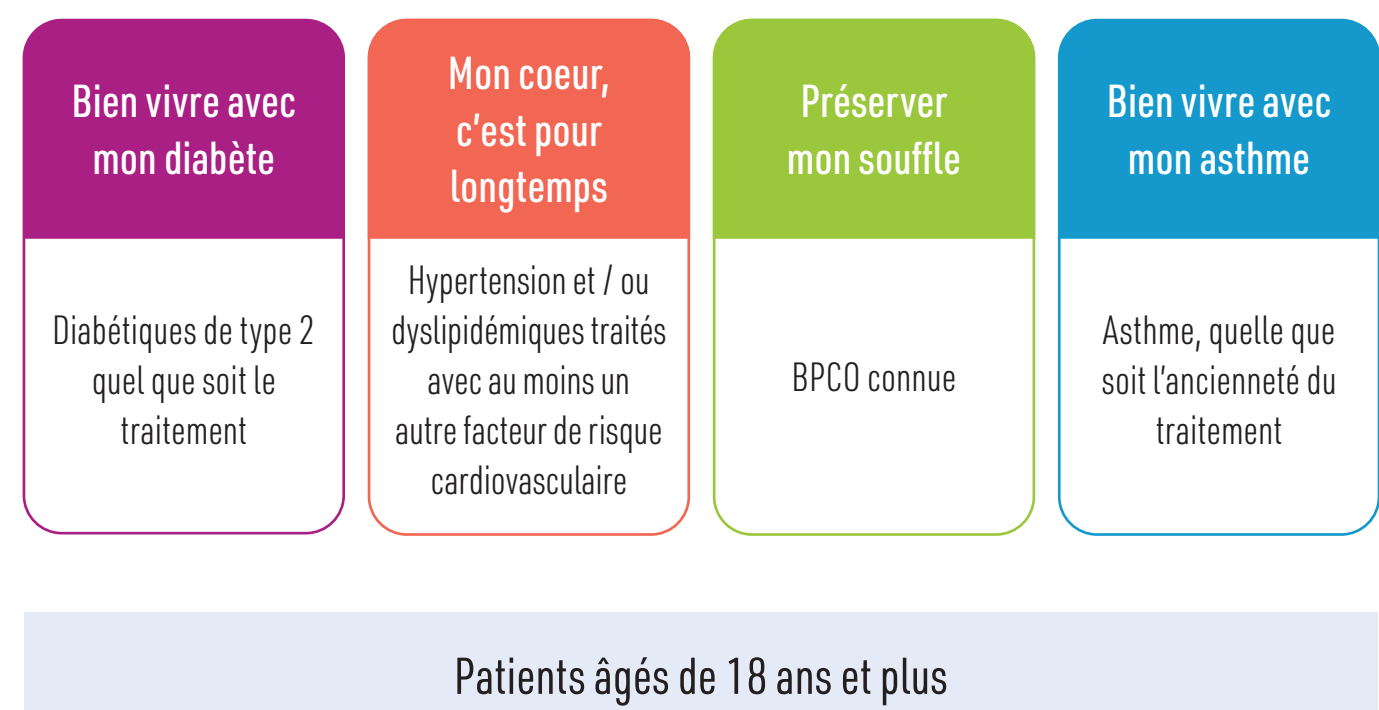 Bien vivre avec
mon diabète
Diabétiques de type 2
quel que soit le
traitement
Mon coeur,
c'est pour
longtemps
Hypertension et / ou
dyslipidémiques traités
avec au moins un
autre facteur de risque
cardiovasculaire
Préserver
mon souffle
BPCO connue
Bien vivre avec
mon asthme
Asthme, quelle que
soit l'ancienneté du
traitement
Patients âgés de 18 ans et plus